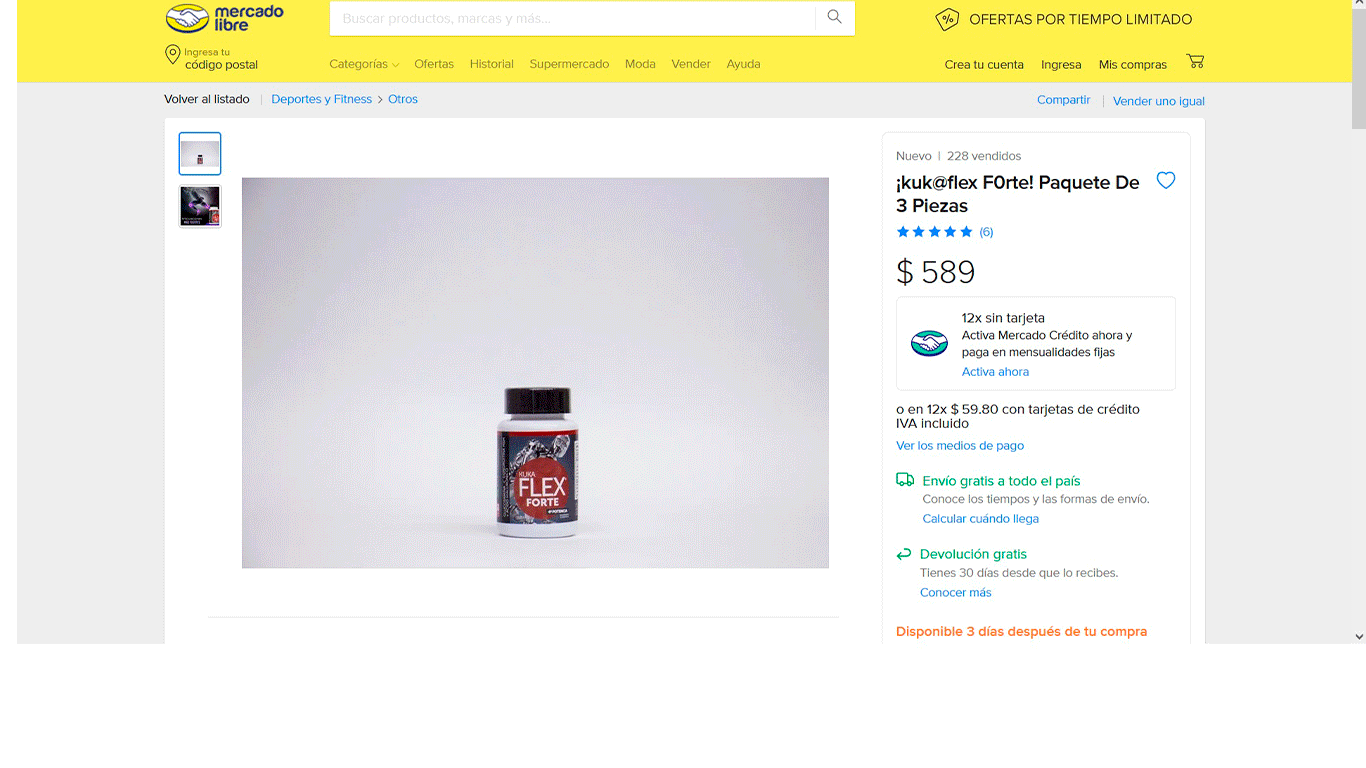 mercado
libre
Buscar productos, marcas y más...
OFERTAS POR TIEMPO LIMITADO
Ingresa tu
código postal
Categorías Ofertas Historial Supermercado Moda Vender Ayuda
Crea tu cuenta Ingresa Mis compras
Volver al listado | Deportes y Fitness > Otros
Compartir | Vender uno igual
KUKA
FLEX
FORTE
Nuevo | 228 vendidos
¡kuk@flex F0rte! Paquete De
3 Piezas
(6)
$ 589
12x sin tarjeta
Activa Mercado Crédito ahora y
paga en mensualidades fijas
Activa ahora
o en 12x $ 59.80 con tarjetas de crédito
IVA incluido
Ver los medios de pago
Envío gratis a todo el país
Conoce los tiempos y las formas de envío.
Calcular cuándo llega
Devolución gratis
Tienes 30 días desde que lo recibes.
Conocer más
Disponible 3 días después de tu compra